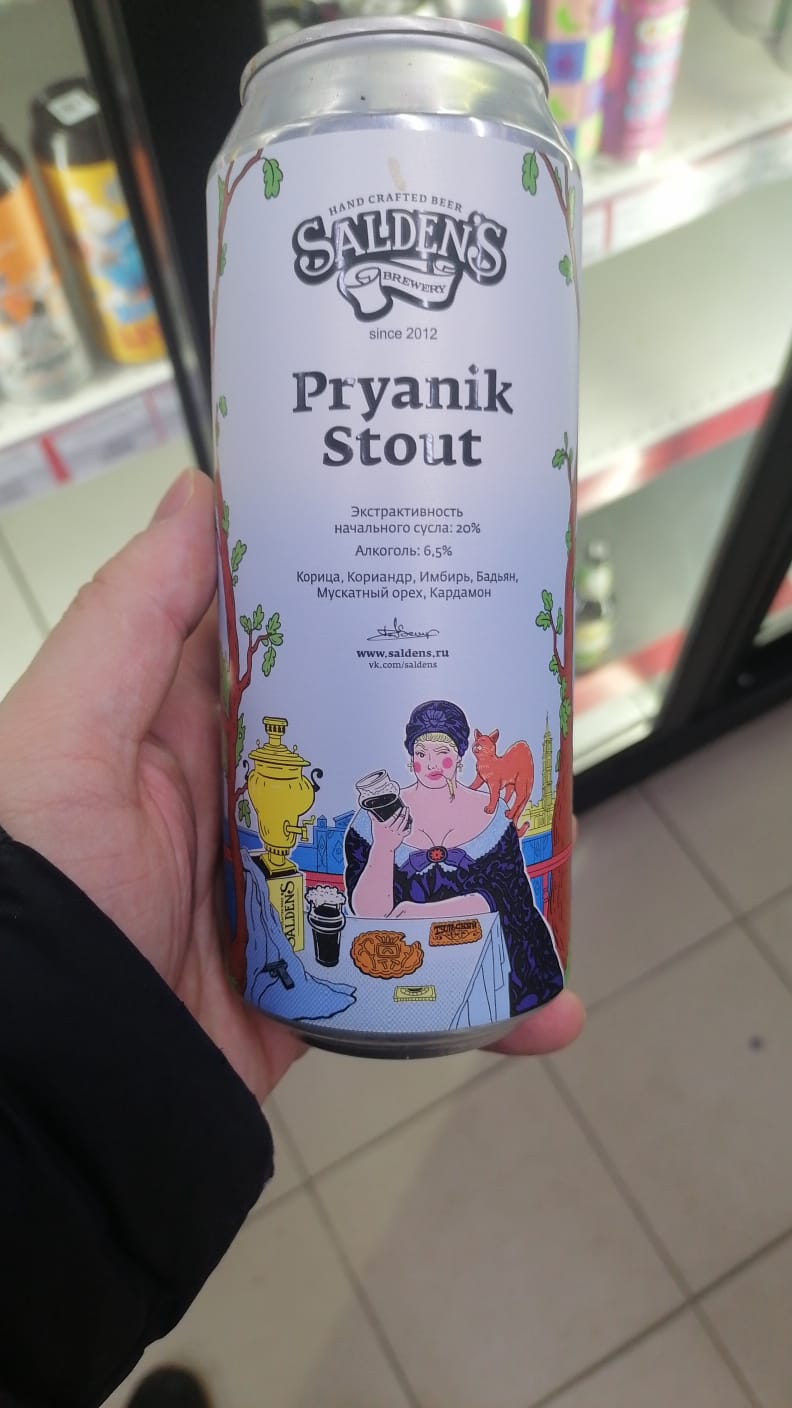 HAND CRAFTED BEER
SALDEN'S
BREWERY
since 2012
Pryanik
Stout
Экстрактивность
начального сусла: 20%
Алкоголь: 6,5%
Корица, Кориандр, Имбирь, Бадьян,
Мускатный орех, Кардамон
www.saldens.ru
vk.com/saldens
SALDEN'S
ТУЛЬСКИЙ